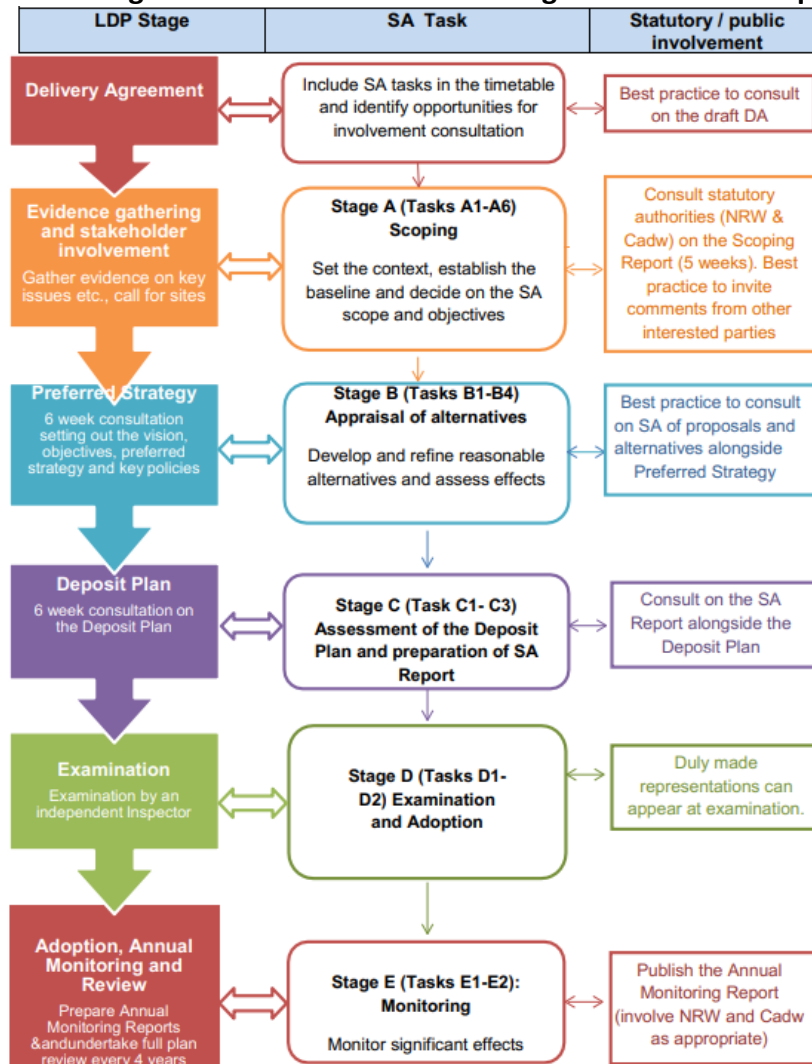 LDP Stage
SA Task
Statutory / public
involvement
Delivery Agreement
Include SA tasks in the timetable
and identify opportunities for
involvement consultation
Best practice to consult
on the draft DA
Evidence gathering
and stakeholder
involvement
Gather evidence on key
issues etc., call for sites
Stage A (Tasks A1-A6)
Scoping
Set the context, establish the
baseline and decide on the SA
scope and objectives
Consult statutory
authorities (NRW &
Cadw) on the Scoping
Report (5 weeks). Best
practice to invite
comments from other
interested parties
Preferred Strategy
6 week consultation
setting out the vision,
objectives, preferred
strategy and key policies
Stage B (Tasks B1-B4)
Appraisal of alternatives
Develop and refine reasonable
alternatives and assess effects
Best practice to consult
on SA of proposals and
alternatives alongside
Preferred Strategy
Deposit Plan
6 week consultation on
the Deposit Plan
Stage C (Task C1- C3)
Assessment of the Deposit
Plan and preparation of SA
Report
Consult on the SA
Report alongside the
Deposit Plan
Examination
Examination by an
independent Inspector
Stage D (Tasks D1-
D2) Examination
and Adoption
Duly made
representations can
appear at examination.
Adoption, Annual
Monitoring and
Review
Prepare Annual
Monitoring Reports
&andundertake full plan
review every 4 years
Stage E (Tasks E1-E2):
Monitoring
Monitor significant effects
Publish the Annual
Monitoring Report
(involve NRW and Cadw
as appropriate)